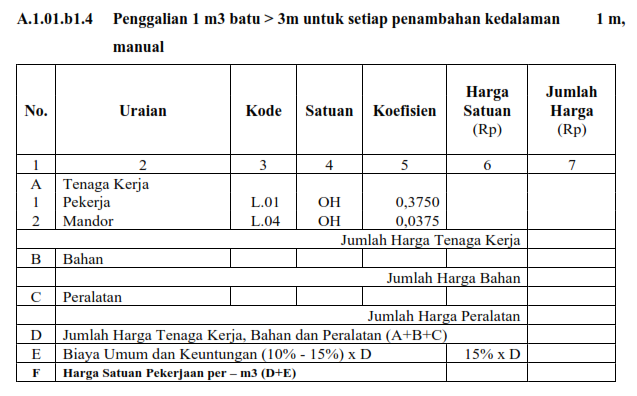 A.1.01.b1.4 Penggalian 1 m3 batu > 3m untuk setiap penambahan kedalaman 1 m,
manual
No. Uraian Kode Satuan Koefisien Harga Satuan (Rp) Jumlah Harga (Rp)
1 2 3 4 5 6 7
A Tenaga Kerja
1 Pekerja L.01 OH 0,3750
2 Mandor L.04 OH 0,0375
Jumlah Harga Tenaga Kerja
B Bahan
Jumlah Harga Bahan
C Peralatan
Jumlah Harga Peralatan
D Jumlah Harga Tenaga Kerja, Bahan dan Peralatan (A+B+C)
E Biaya Umum dan Keuntungan (10% - 15%) x D 15% x D
F Harga Satuan Pekerjaan per – m3 (D+E)